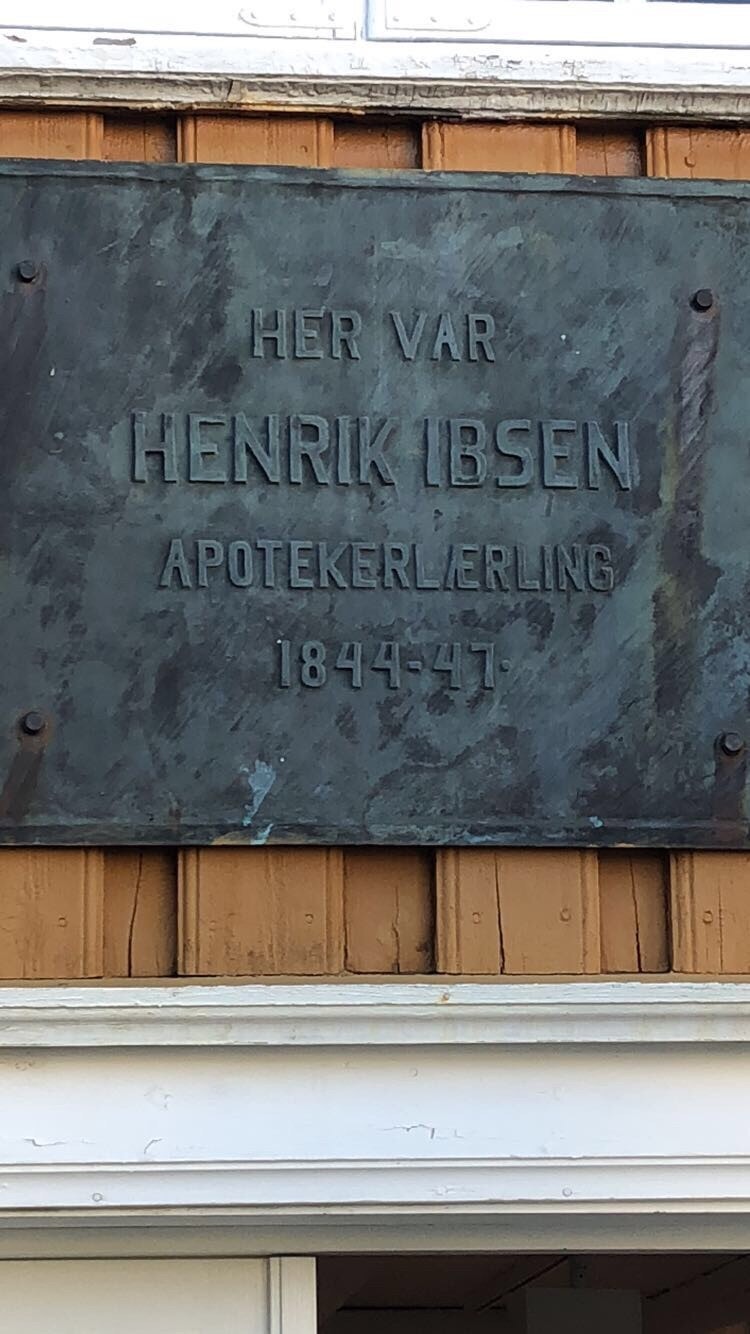 HER VAR
HENRIK IBSEN
APOTEKERLÆRLING
1844-47.